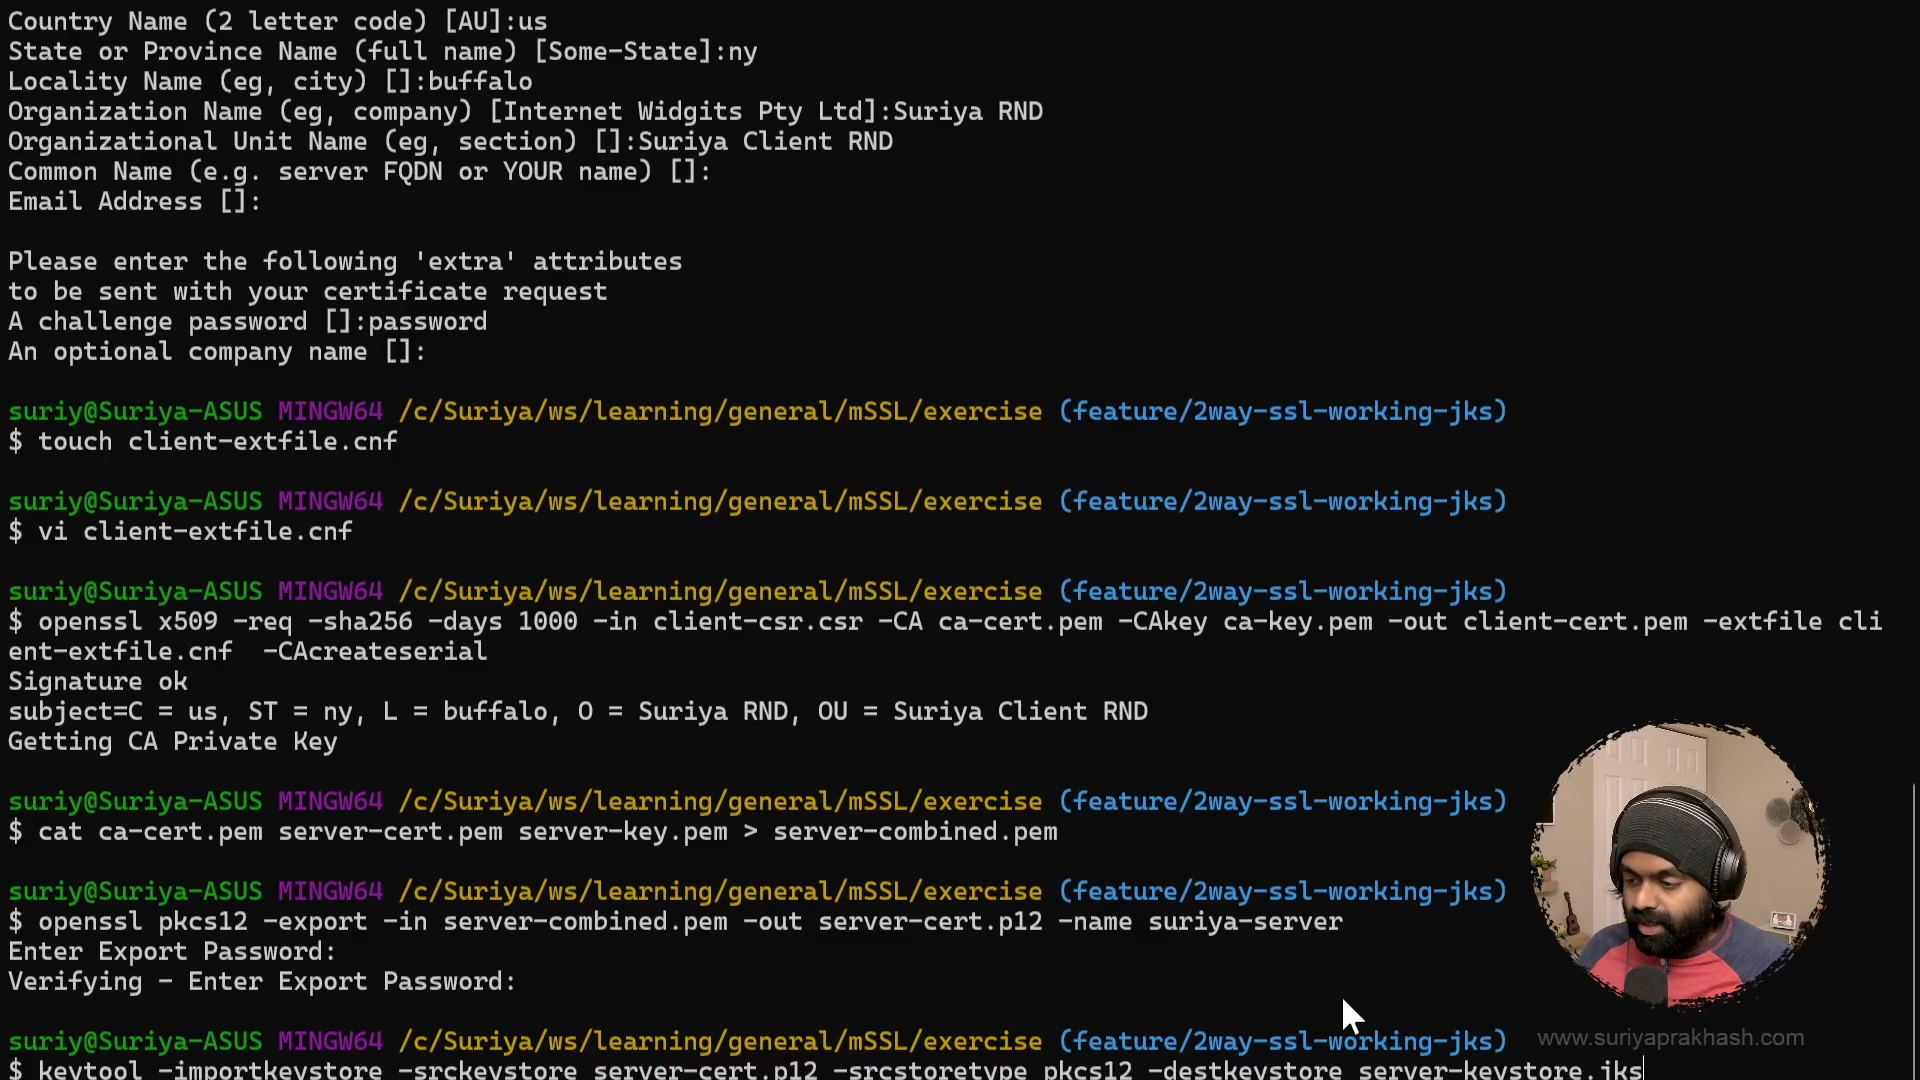 Country Name (2 letter code) [AU]:us
State or Province Name (full name) [Some-State]:ny
Locality Name (eg, city) []:buffalo
Organization Name (eg, company) [Internet Widgits Pty Ltd]:Suriya RND
Organizational Unit Name (eg, section) []:Suriya Client RND
Common Name (e.g. server FQDN or YOUR name) []:
Email Address []:
Please enter the following 'extra' attributes
to be sent with your certificate request
A challenge password []:password
An optional company name []:
suriy@Suriya-ASUS MINGW64 /c/Suriya/ws/learning/general/mSSL/exercise (feature/2way-ssl-working-jks)
$ touch client-extfile.cnf
suriy@Suriya-ASUS MINGW64 /c/Suriya/ws/learning/general/mSSL/exercise (feature/2way-ssl-working-jks)
$ vi client-extfile.cnf
suriy@Suriya-ASUS MINGW64 /c/Suriya/ws/learning/general/mSSL/exercise (feature/2way-ssl-working-jks)
$ openssl x509 -req -sha256 -days 1000 -in client-csr.csr -CA ca-cert.pem -CAkey ca-key.pem -out client-cert.pem -extfile cli
ent-extfile.cnf  -CAcreateserial
Signature ok
subject=C = us, ST = ny, L = buffalo, O = Suriya RND, OU = Suriya Client RND
Getting CA Private Key
suriy@Suriya-ASUS MINGW64 /c/Suriya/ws/learning/general/mSSL/exercise (feature/2way-ssl-working-jks)
$ cat ca-cert.pem server-cert.pem server-key.pem > server-combined.pem
suriy@Suriya-ASUS MINGW64 /c/Suriya/ws/learning/general/mSSL/exercise (feature/2way-ssl-working-jks)
$ openssl pkcs12 -export -in server-combined.pem -out server-cert.p12 -name suriya-server
Enter Export Password:
Verifying - Enter Export Password:
suriy@Suriya-ASUS MINGW64 /c/Suriya/ws/learning/general/mSSL/exercise (feature/2way-ssl-working-jks)
www.suriyaprakhash.com
$ keytool -importkeystore -srckeystore server-cert.p12 -srcstoretype pkcs12 -destkeystore server-keystore.jks